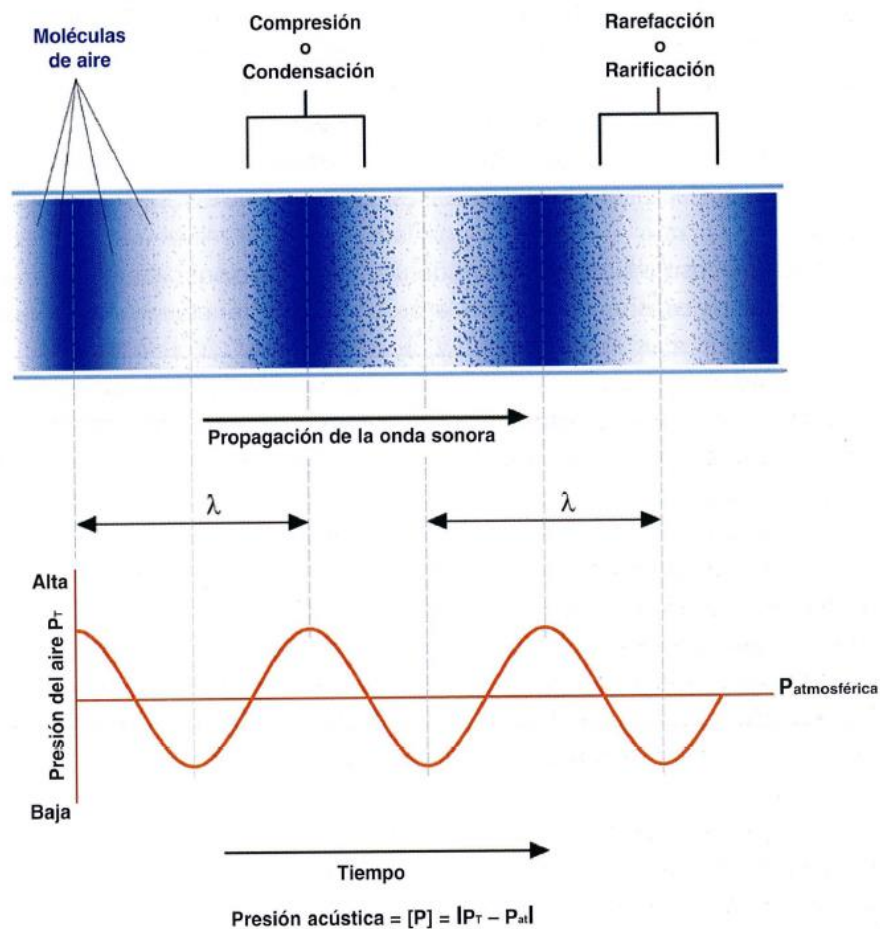 Moléculas
de aire
Compresión
o
Condensación
Rarefacción
o
Rarificación
Propagación de la onda sonora
λ
λ
Alta
Presión del aire PT
Baja
Patmosférica
Tiempo
Presión acústica = [P] = |PT – Pat|